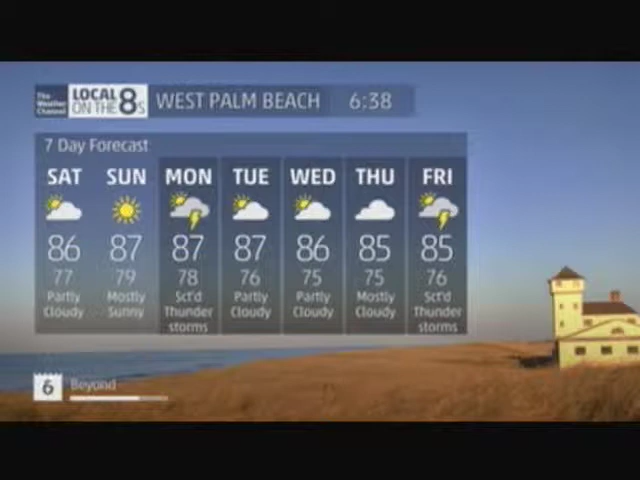 The Weather Channel
LOCAL ON THE 8s
WEST PALM BEACH 6:38
7 Day Forecast
SAT SUN MON TUE WED THU FRI
86 87 87 87 86 85 85
77 79 78 76 75 75 76
Partly Mostly Sct'd Partly Partly Mostly Sct'd
Cloudy Sunny Thunder Cloudy Cloudy Cloudy Thunder
storms storms
6 Beyond